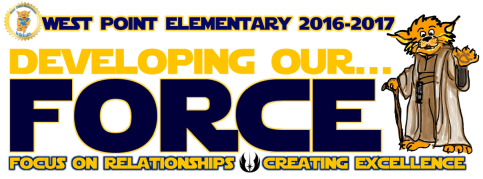 WEST POINT ELEMENTARY 2016-2017
DEVELOPING OUR...
FORCE
FOCUS ON RELATIONSHIPS CREATING EXCELLENCE